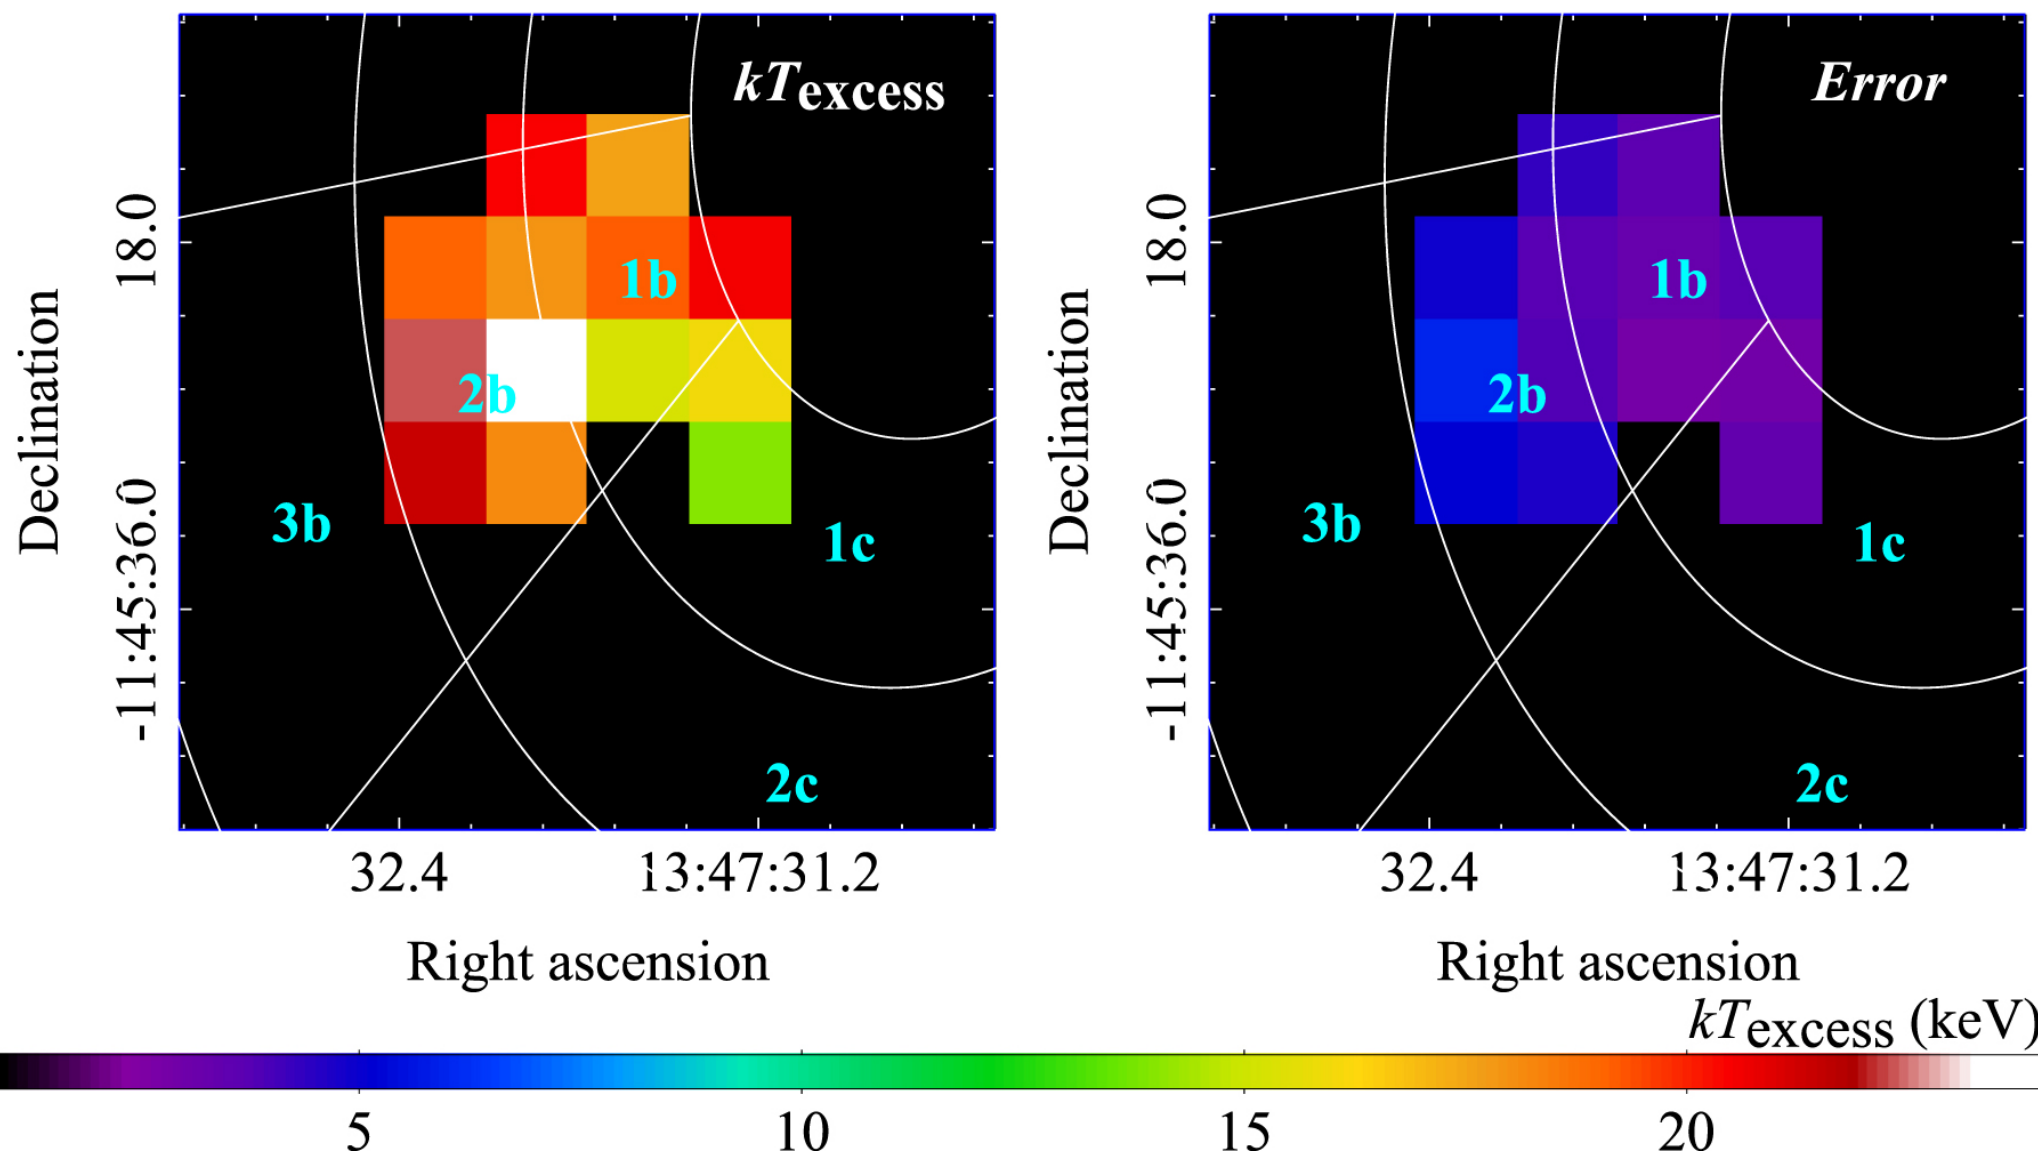 kTexcess
Error
Declination
18.0
-11:45:36.0
1b
2b
3b
1c
2c
32.4
13:47:31.2
Right ascension
Declination
18.0
-11:45:36.0
1b
2b
3b
1c
2c
32.4
13:47:31.2
Right ascension
kTexcess (keV)
5
10
15
20